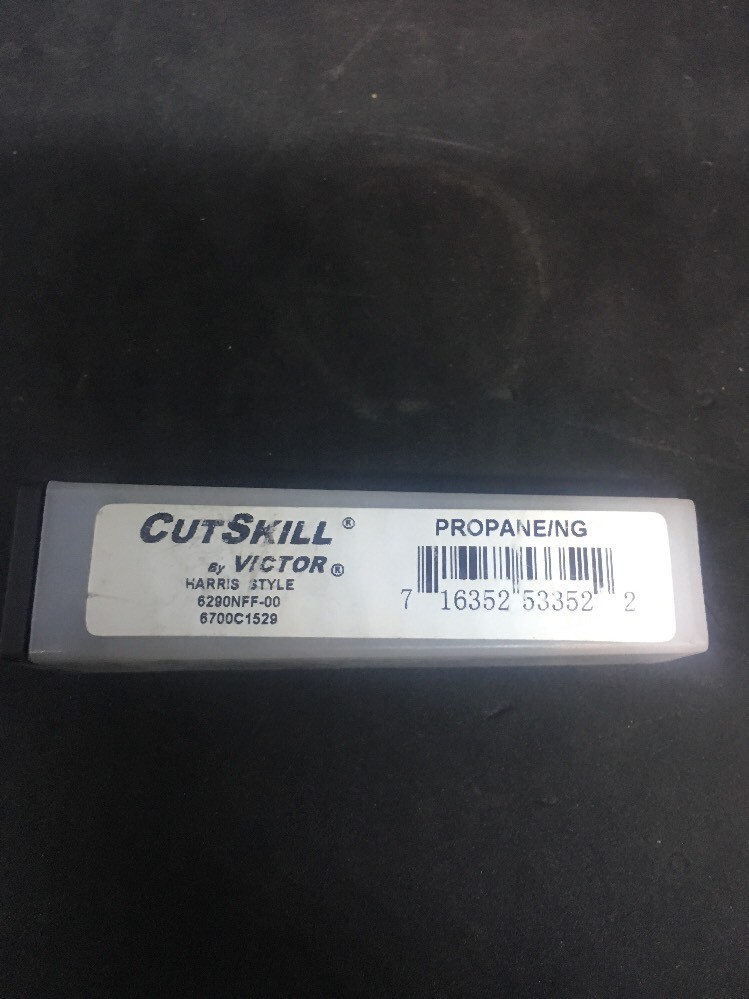 CUTSKILL ®
By VICTOR ®
HARRIS STYLE
6290NFF-00
6700C1529
PROPANE/NG
7 16352 53352 2